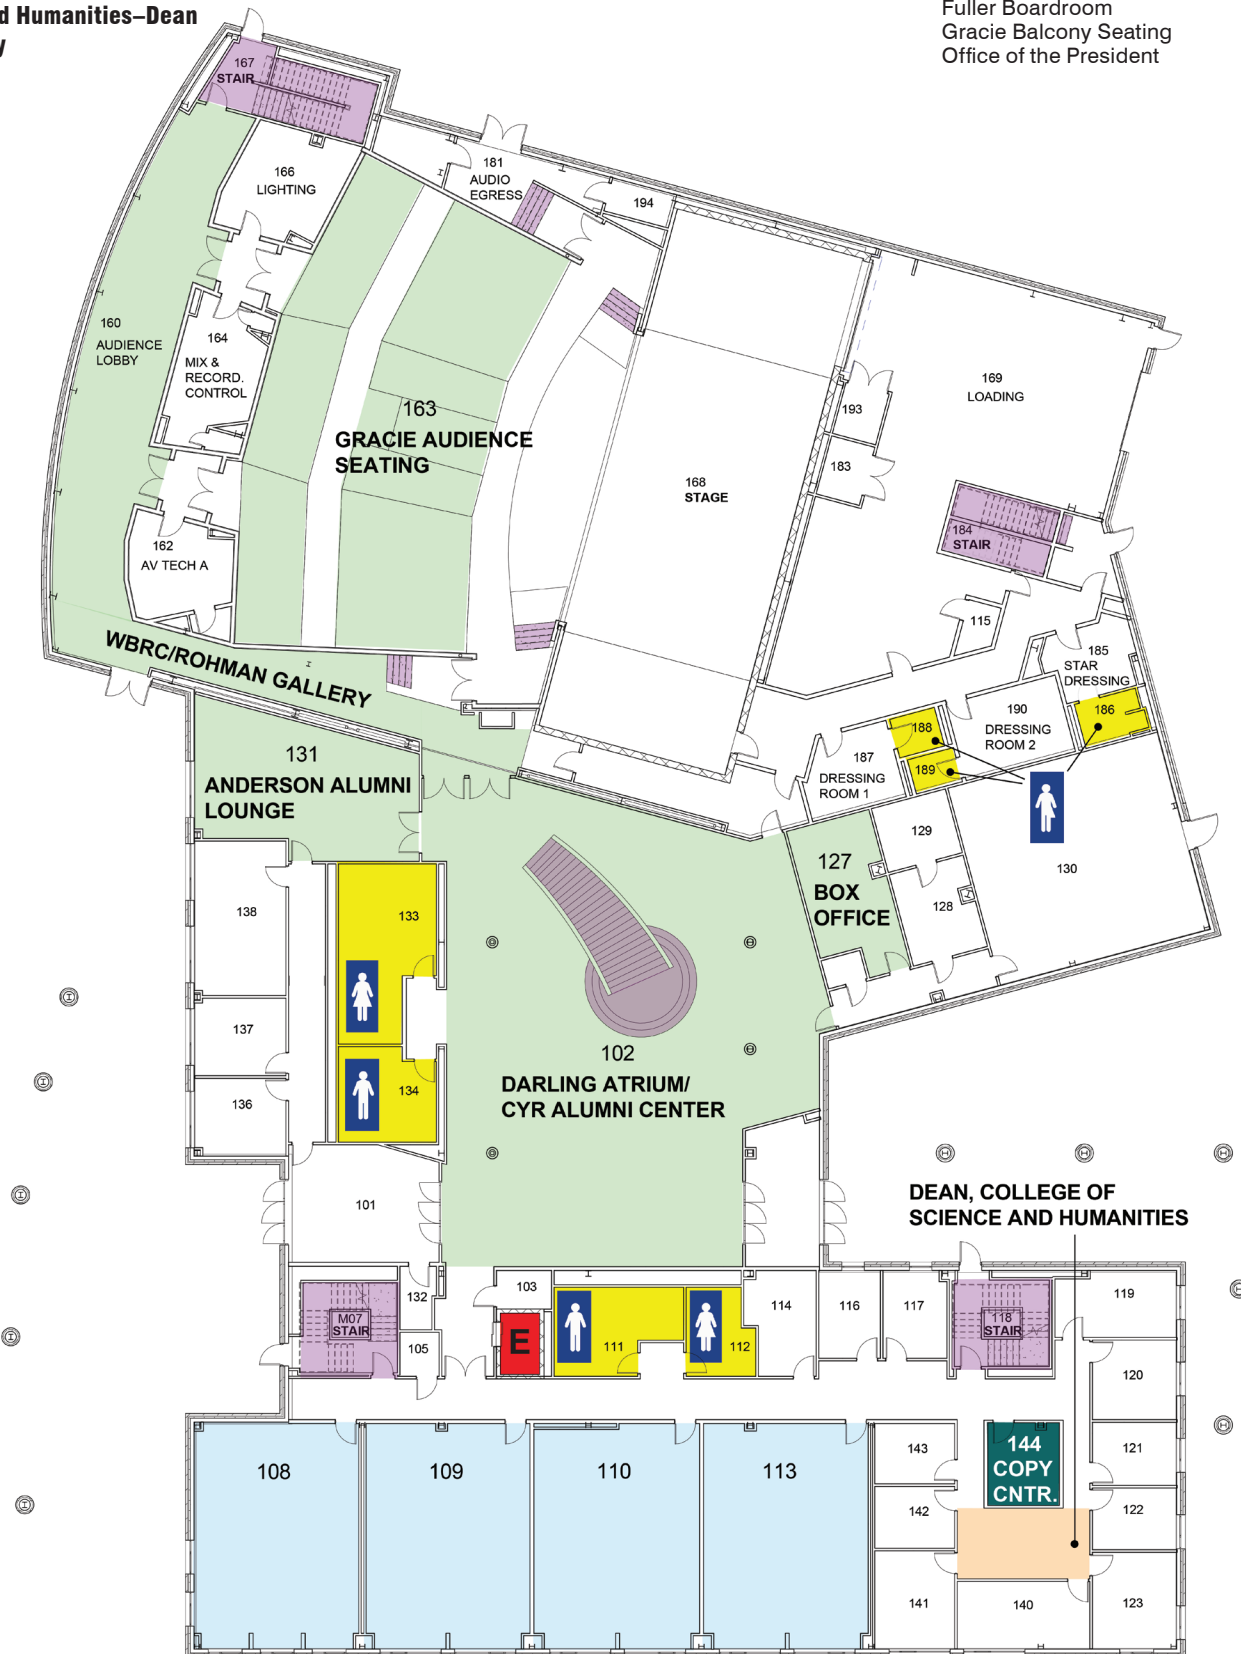 d Humanities–Dean
y
Fuller Boardroom
Gracie Balcony Seating
Office of the President
167
STAIR
166
LIGHTING
181
AUDIO
EGRESS
194
160
AUDIENCE
LOBBY
164
MIX &
RECORD.
CONTROL
163
GRACIE AUDIENCE
SEATING
193
183
169
LOADING
168
STAGE
184
STAIR
162
AV TECH A
115
185
STAR
DRESSING
WBRC/ROHMAN GALLERY
190
DRESSING
ROOM 2
186
188
189
187
DRESSING
ROOM 1
131
ANDERSON ALUMNI
LOUNGE
129
127
BOX
OFFICE
128
130
138
133
137
134
136
102
DARLING ATRIUM/
CYR ALUMNI CENTER
101
DEAN, COLLEGE OF
SCIENCE AND HUMANITIES
132
103
M07
STAIR
105
E
111
112
114
116
117
118
STAIR
119
120
108
109
110
113
143
144
COPY
CNTR.
121
142
122
141
140
123